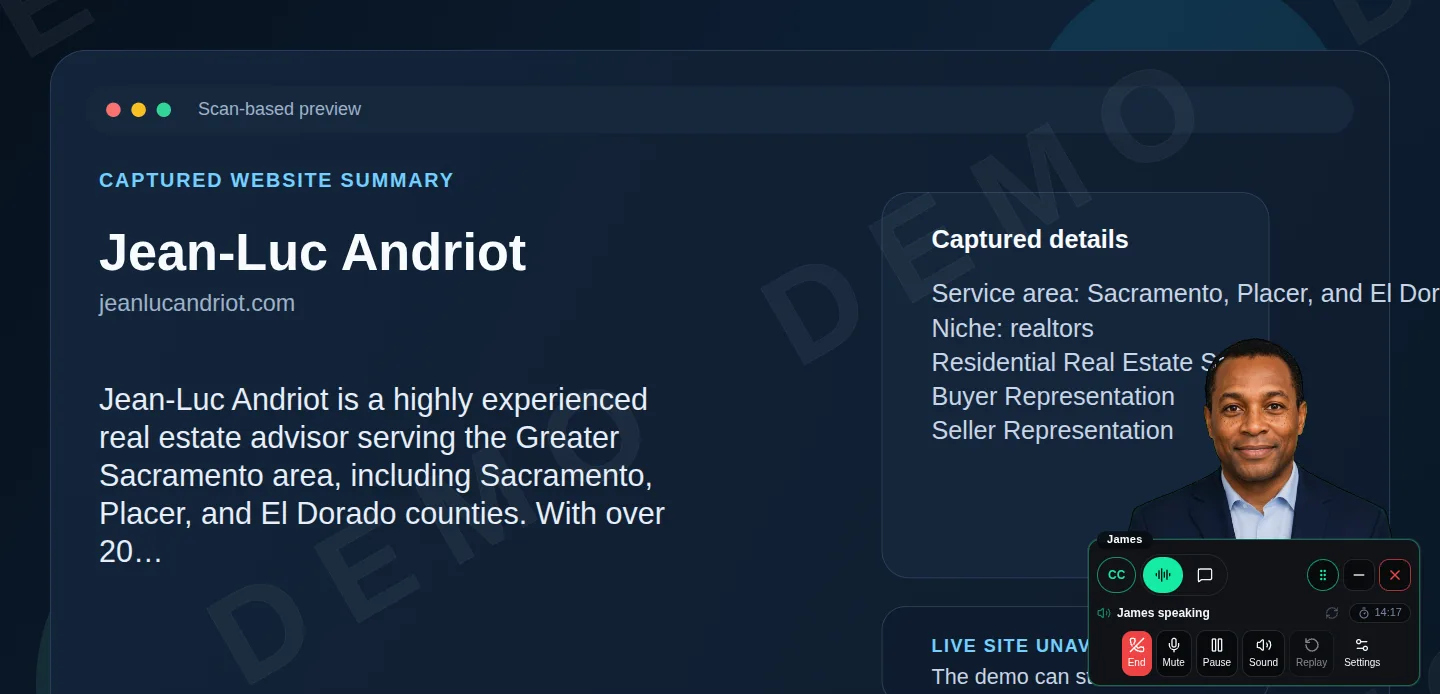 Scan-based preview
CAPTURED WEBSITE SUMMARY
Jean-Luc Andriot
jeanlucandriot.com
Jean-Luc Andriot is a highly experienced
real estate advisor serving the Greater
Sacramento area, including Sacramento,
Placer, and El Dorado counties. With over
20…
Captured details
Service area: Sacramento, Placer, and El
Niche: realtors
Residential Real Estate
Buyer Representation
Seller Representation
LIVE SITE
The demo can
James
CC
James speaking
14:17
End
Mute
Pause
Sound
Replay
Settings
DEMO
DEMO